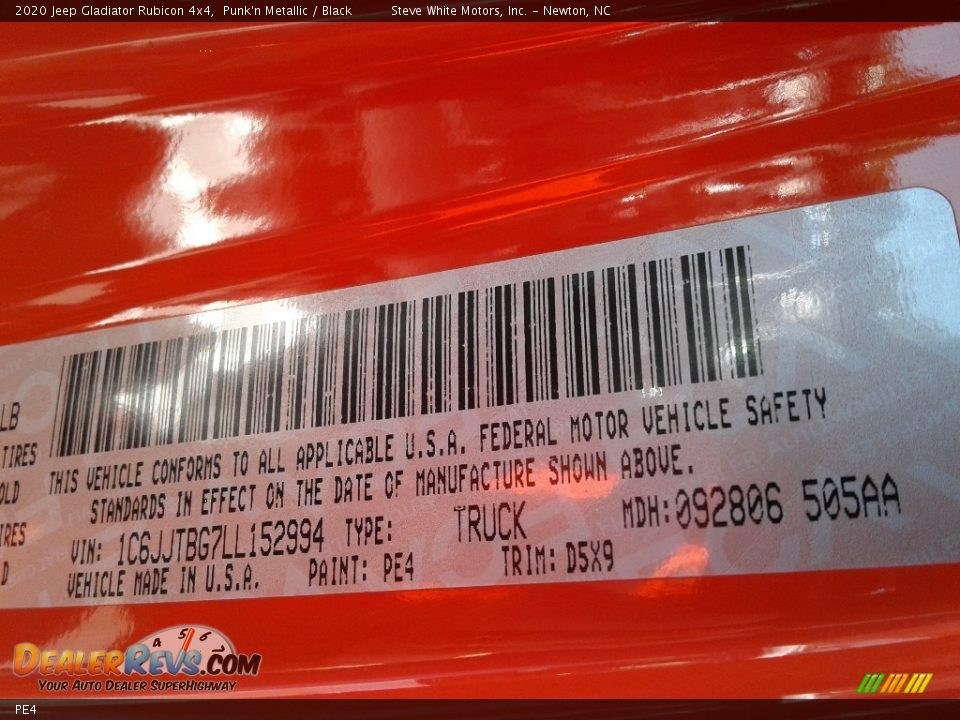 2020 Jeep Gladiator Rubicon 4x4, Punk'n Metallic / Black Steve White Motors, Inc. - Newton, NC
LB
TIRES
OLD
IRES
D
THIS VEHICLE CONFORMS TO ALL APPLICABLE U.S.A. FEDERAL MOTOR VEHICLE SAFETY
STANDARDS IN EFFECT ON THE DATE OF MANUFACTURE SHOWN ABOVE.
VIN: 1C6JJTBG7LL152994 TYPE: TRUCK MDH:092806 505AA
VEHICLE MADE IN U.S.A. PAINT: PE4 TRIM: D5X9
4 5 6
DEALERREVS.COM
YOUR AUTO DEALER SUPERHIGHWAY
PE4